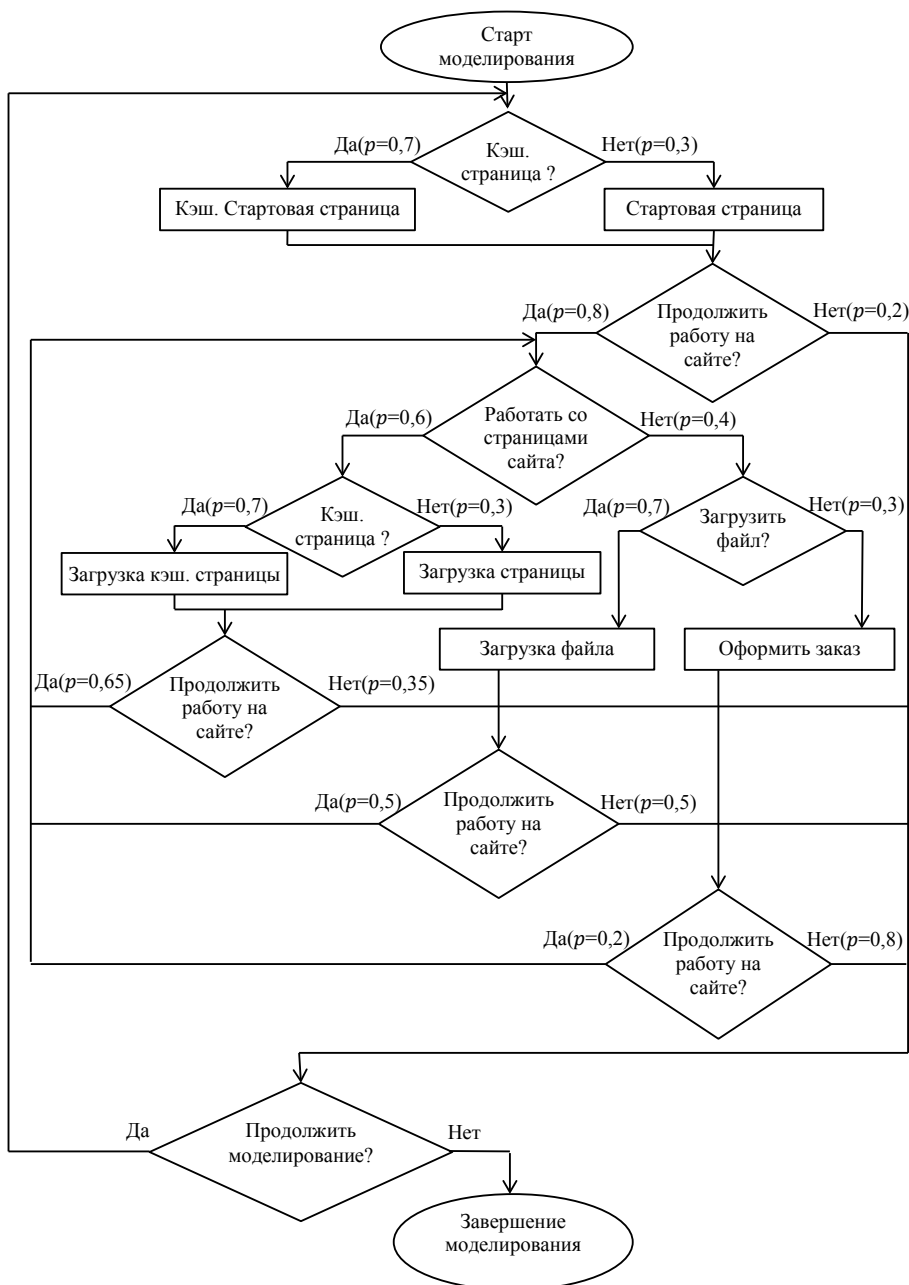 Старт
моделирования
Да(p=0,7)
Нет(p=0,3)
Кэш.
страница ?
Кэш. Стартовая страница
Стартовая страница
Да(p=0,8)
Нет(p=0,2)
Продолжить
работу на
сайте?
Да(p=0,6)
Нет(p=0,4)
Работать со
страницами
сайта?
Да(p=0,7)
Нет(p=0,3)
Кэш.
страница ?
Да(p=0,7)
Нет(p=0,3)
Загрузить
файл?
Загрузка кэш. страницы
Загрузка страницы
Загрузка файла
Оформить заказ
Да(p=0,65)
Нет(p=0,35)
Продолжить
работу на
сайте?
Да(p=0,5)
Нет(p=0,5)
Продолжить
работу на
сайте?
Да(p=0,2)
Нет(p=0,8)
Продолжить
работу на
сайте?
Да
Нет
Продолжить
моделирование?
Завершение
моделирования